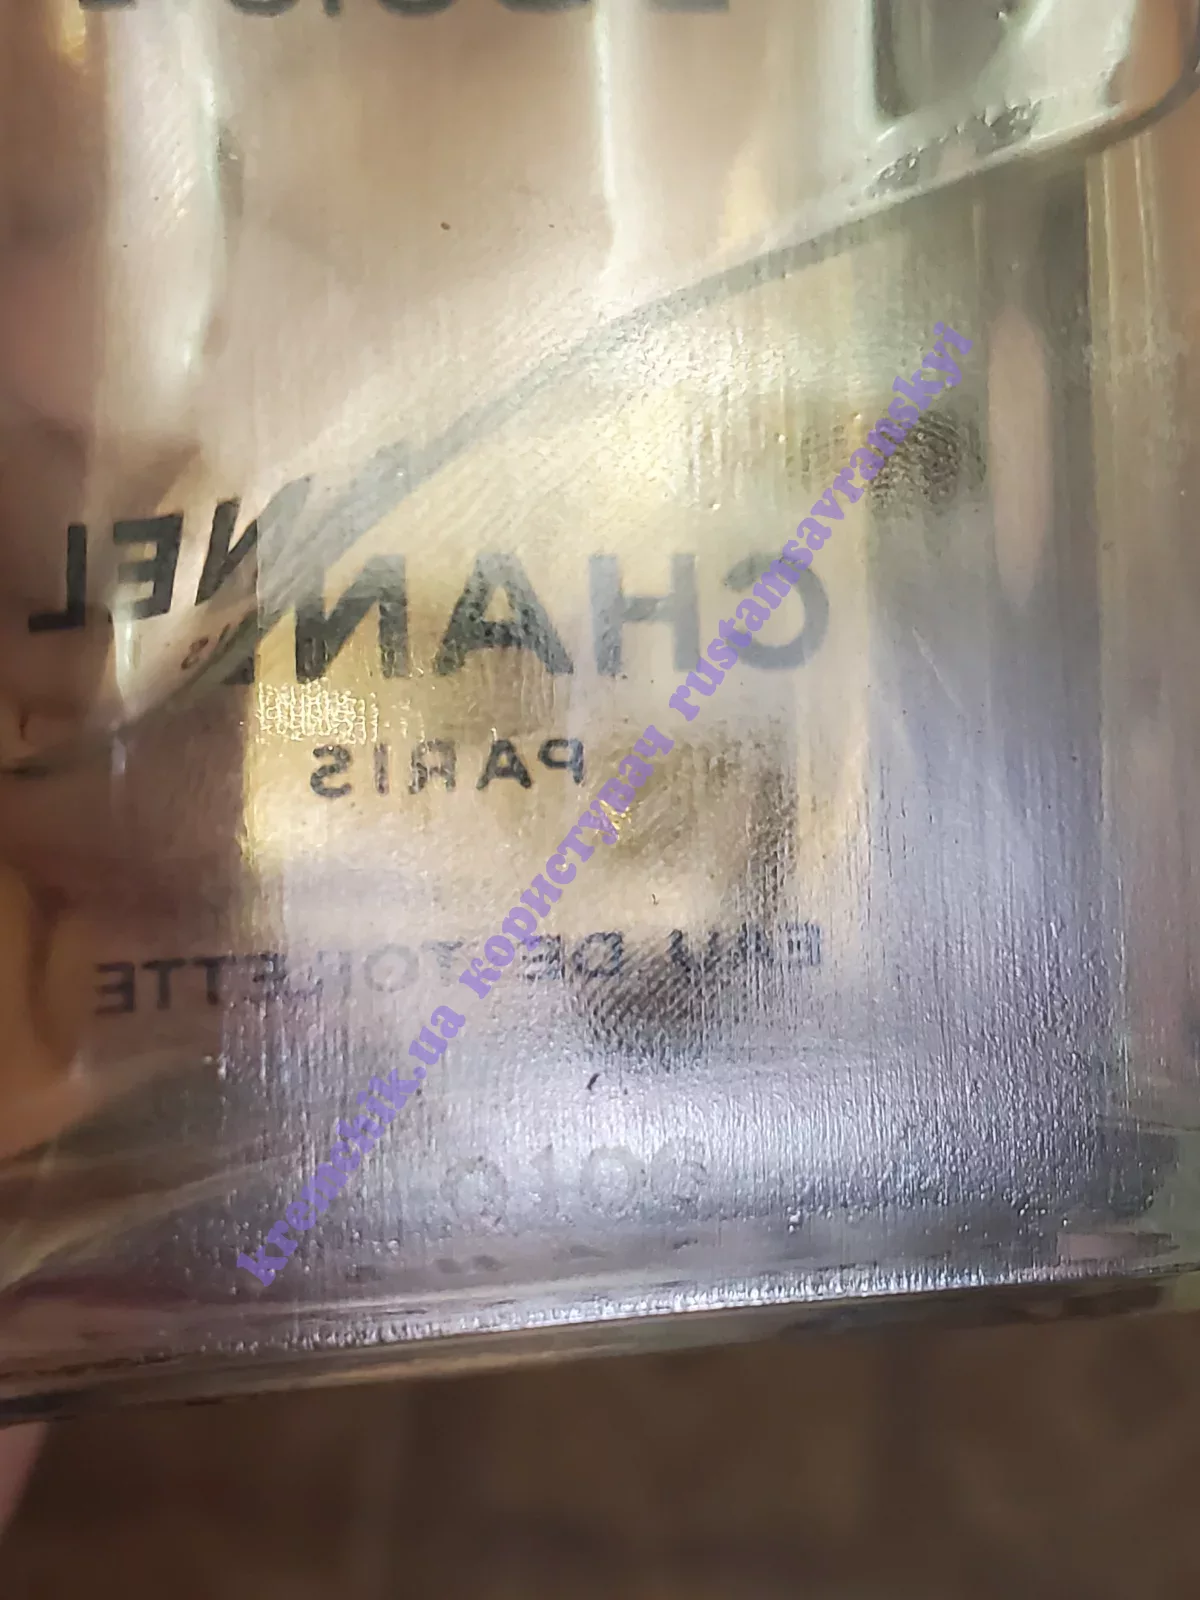 CHANEL
PARIS
EAU DE TOILETTE
kremchik.ua користувач rustamsavranskyi